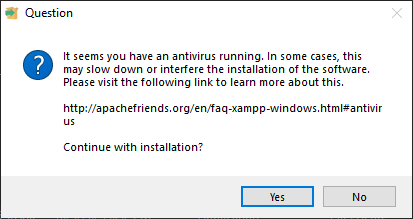 Question
It seems you have an antivirus running. In some cases, this
may slow down or interfere the installation of the software.
Please visit the following link to learn more about this.
http://apachefriends.org/en/faq-xampp-windows.html#antivir
us
Continue with installation?
Yes
No